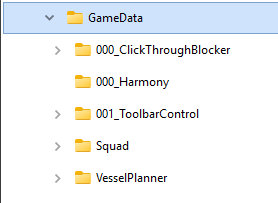 GameData
000_ClickThroughBlocker
000_Harmony
001_ToolbarControl
Squad
VesselPlanner